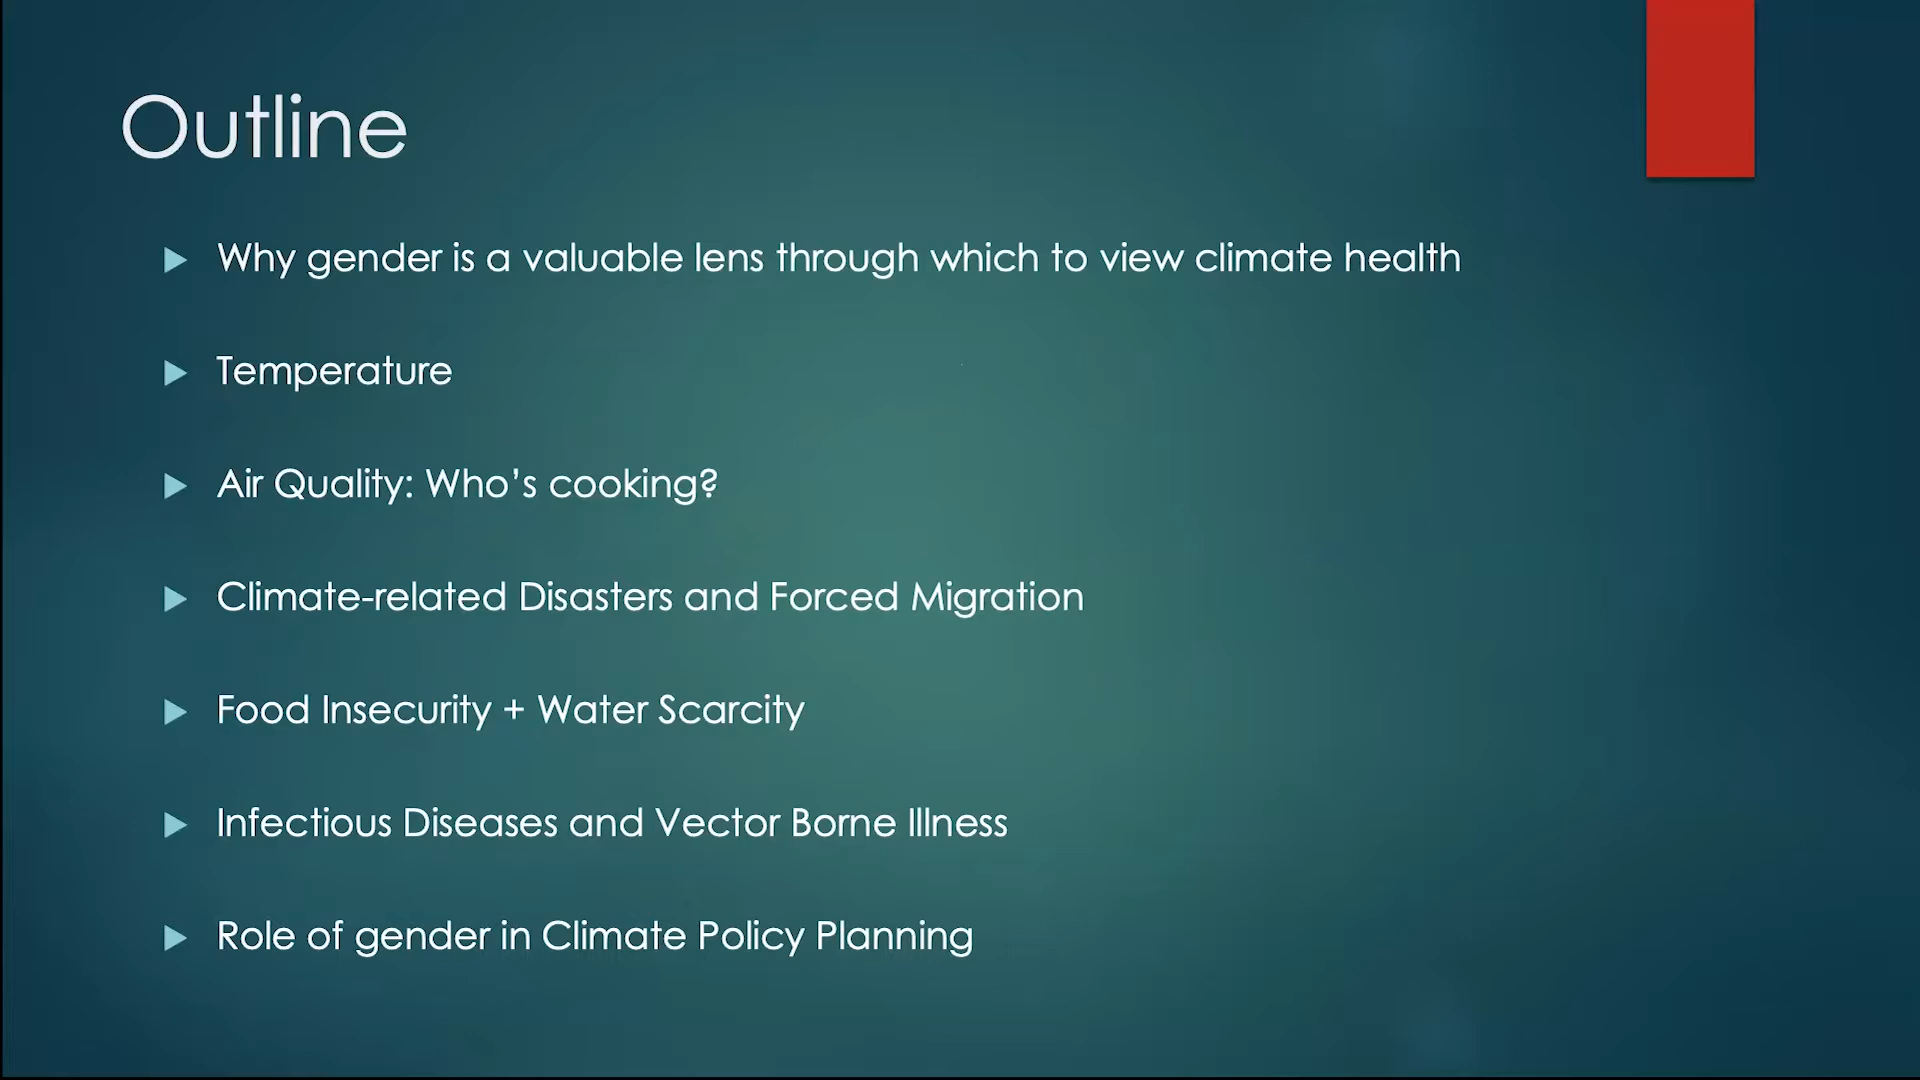 Outline
Why gender is a valuable lens through which to view climate health
Temperature
Air Quality: Who’s cooking?
Climate-related Disasters and Forced Migration
Food Insecurity + Water Scarcity
Infectious Diseases and Vector Borne Illness
Role of gender in Climate Policy Planning